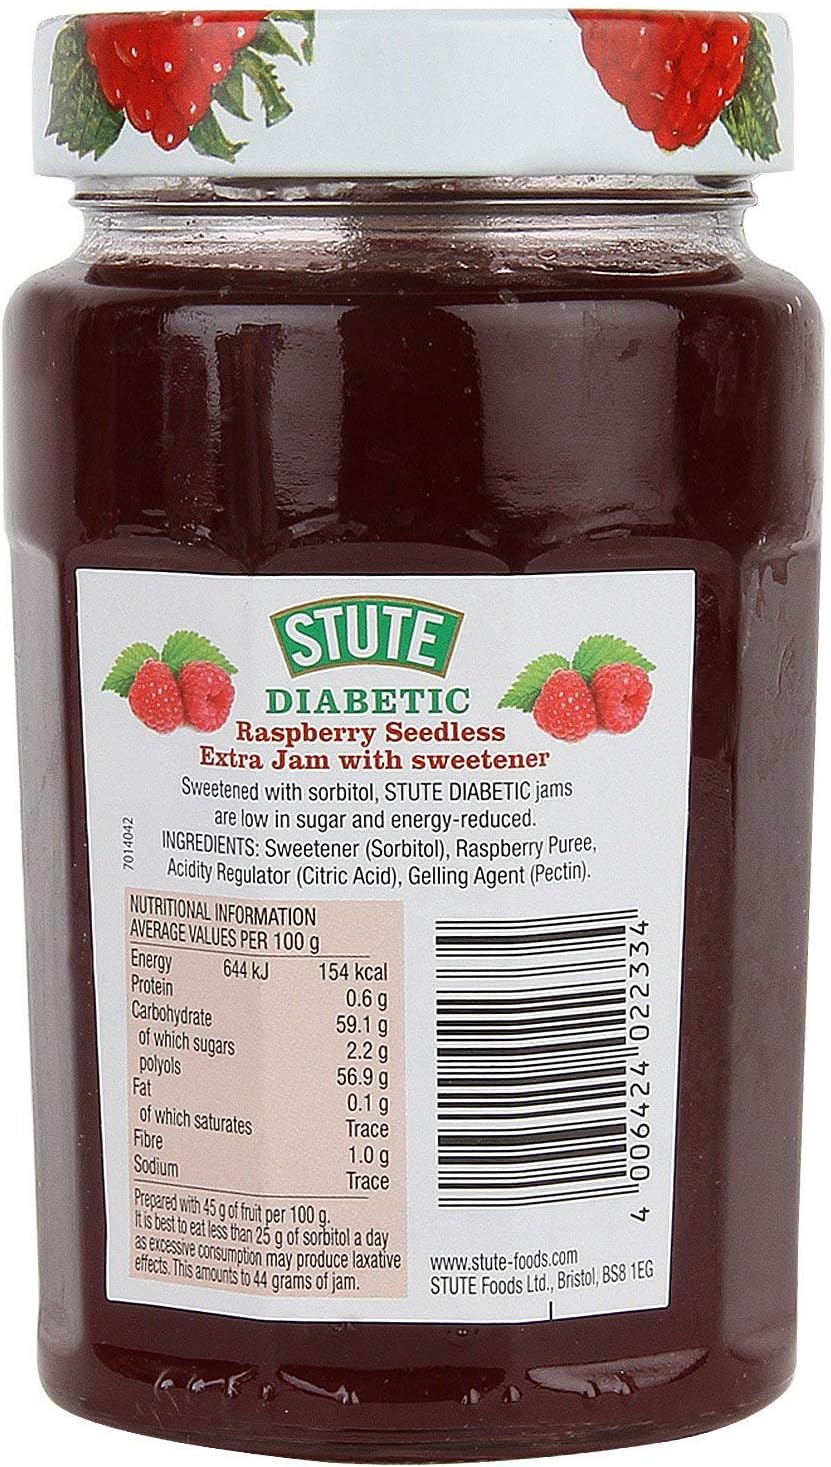 STUTE
DIABETIC
Raspberry Seedless
Extra Jam with sweetener
Sweetened with sorbitol, STUTE DIABETIC jams
are low in sugar and energy-reduced.
INGREDIENTS: Sweetener (Sorbitol), Raspberry Puree,
Acidity Regulator (Citric Acid), Gelling Agent (Pectin).
7014042
NUTRITIONAL INFORMATION
AVERAGE VALUES PER 100 g
Energy 644 kJ 154 kcal
Protein 0.6 g
Carbohydrate 59.1 g
of which sugars 2.2 g
polyols 56.9 g
Fat 0.1 g
of which saturates Trace
Fibre 1.0 g
Sodium Trace
Prepared with 45 g of fruit per 100 g.
It is best to eat less than 25 g of sorbitol a day
as excessive consumption may produce laxative
effects. This amounts to 44 grams of jam.
4 006424 022334
www.stute-foods.com
STUTE Foods Ltd., Bristol, BS8 1EG